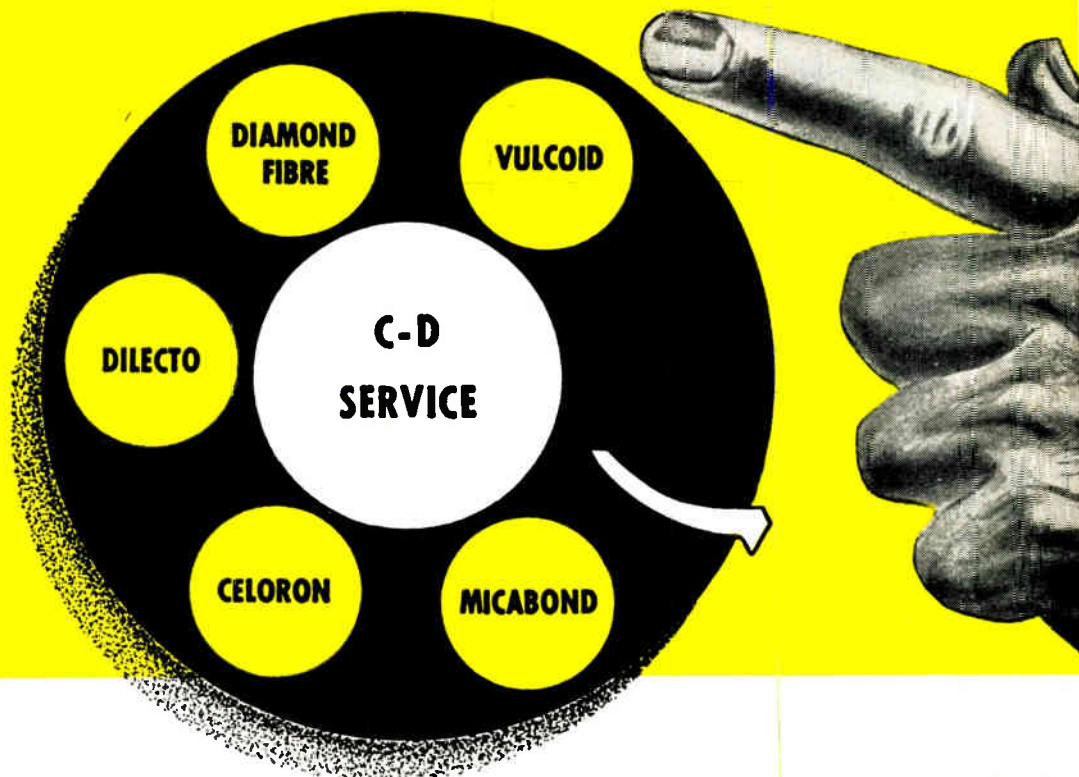 DIAMOND
FIBRE
VULCOID
DILECTO
C-D
SERVICE
CELORON
MICABOND